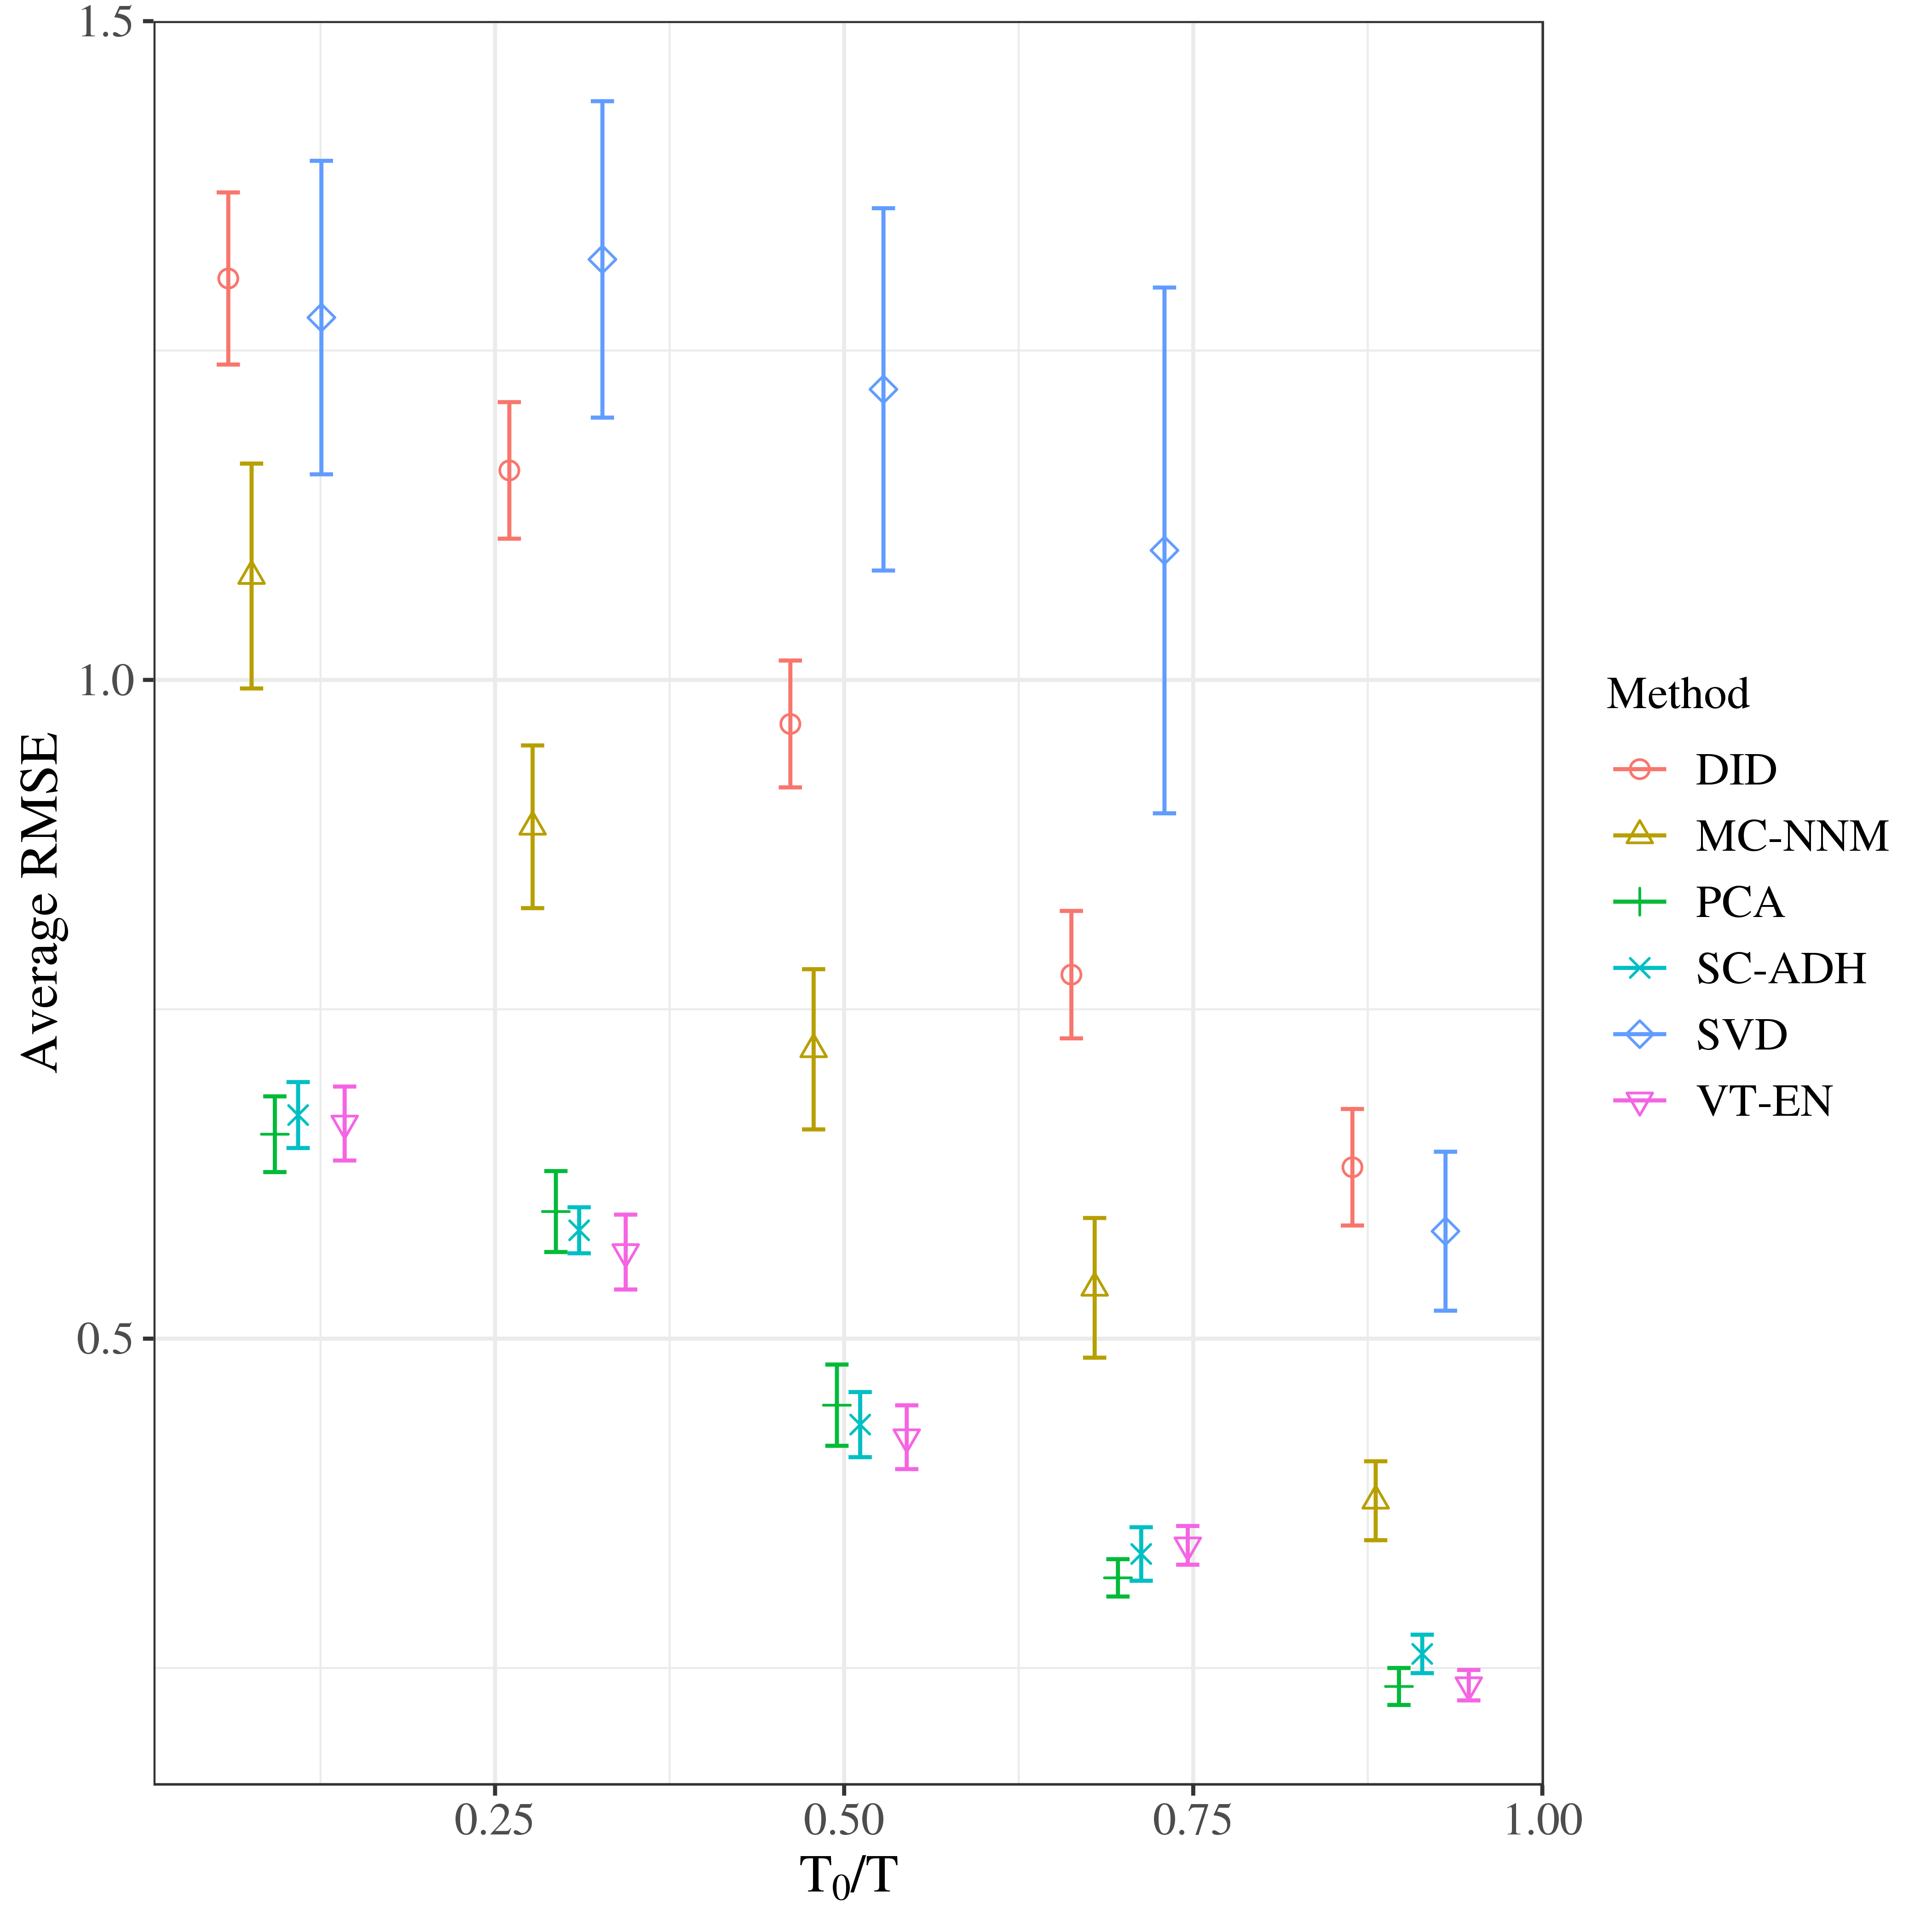 1.5
1.0
0.5
Average RMSE
0.25 0.50 0.75 1.00
T₀/T
Method
DID
MC-NNM
PCA
SC-ADH
SVD
VT-EN